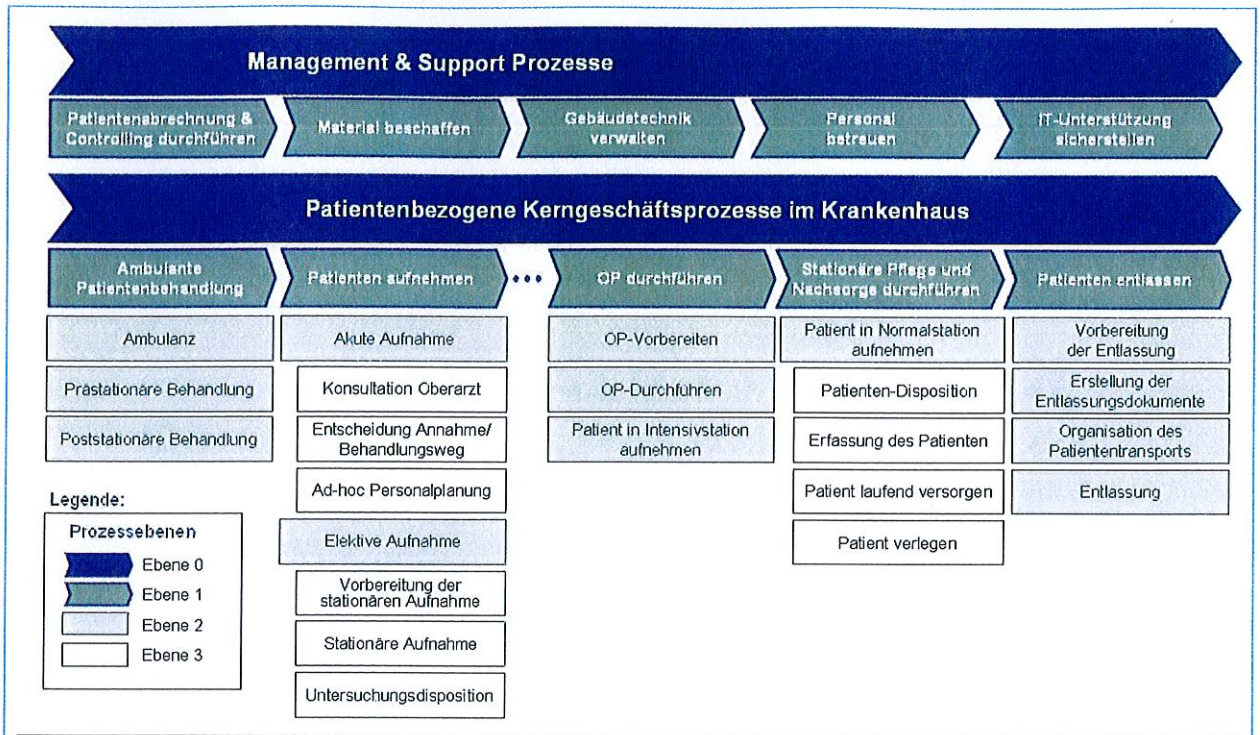 Management & Support Prozesse
Patientenabrechnung &
Controlling durchführen
Material beschaffen
Gebäudetechnik
verwalten
Personal
betreuen
IT-Unterstützung
sicherstellen
Patientenbezogene Kerngeschäftsprozesse im Krankenhaus
Ambulante
Patientenbehandlung
Patienten aufnehmen
•••
OP durchführen
Stationäre Pflege und
Nachsorge durchführen
Patienten entlassen
Ambulanz
Prästationäre Behandlung
Poststationäre Behandlung
Akute Aufnahme
Konsultation Oberarzt
Entscheidung Annahme/
Behandlungsweg
Ad-hoc Personalplanung
Elektive Aufnahme
Vorbereitung der
stationären Aufnahme
Stationäre Aufnahme
Untersuchungsdisposition
OP-Vorbereiten
OP-Durchführen
Patient in Intensivstation
aufnehmen
Patient in Normalstation
aufnehmen
Patienten-Disposition
Erfassung des Patienten
Patient laufend versorgen
Patient verlegen
Vorbereitung
der Entlassung
Erstellung der
Entlassungsdokumente
Organisation des
Patiententransports
Entlassung
Legende:
Prozessebenen
Ebene 0
Ebene 1
Ebene 2
Ebene 3